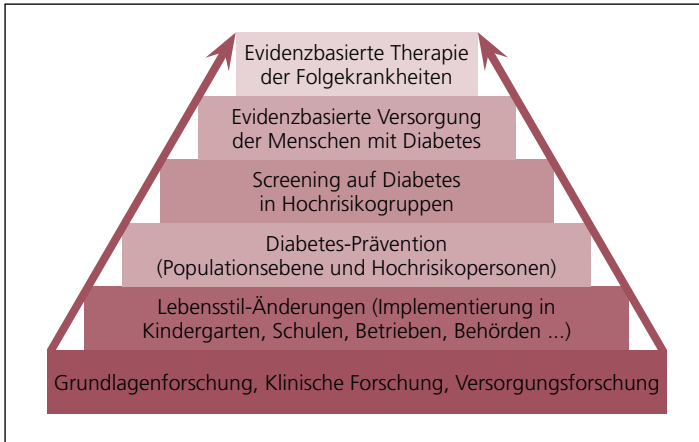 Evidenzbasierte Therapie
der Folgekrankheiten
Evidenzbasierte Versorgung
der Menschen mit Diabetes
Screening auf Diabetes
in Hochrisikogruppen
Diabetes-Prävention
(Populationsebene und Hochrisikopersonen)
Lebensstil-Änderungen (Implementierung in
Kindergarten, Schulen, Betrieben, Behörden ...)
Grundlagenforschung, Klinische Forschung, Versorgungsforschung